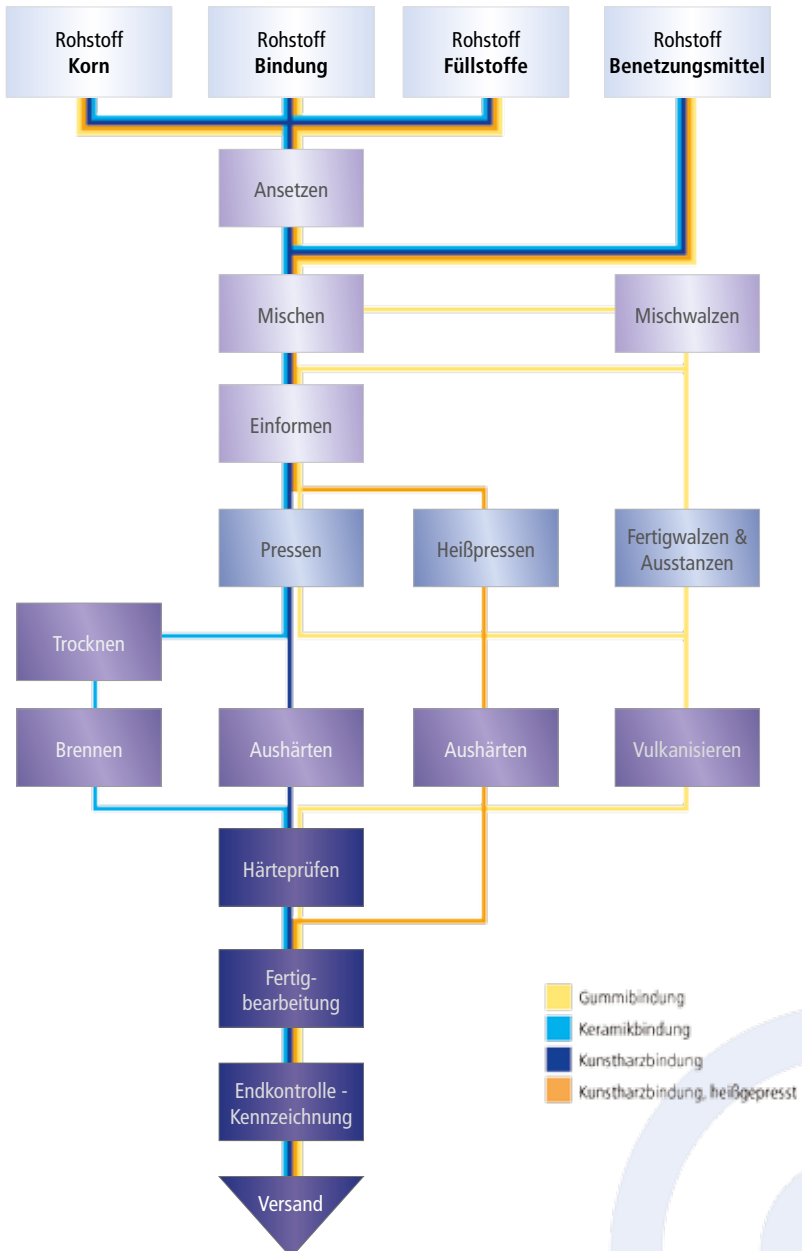 Rohstoff
Korn
Rohstoff
Bindung
Rohstoff
Füllstoffe
Rohstoff
Benetzungsmittel
Ansetzen
Mischen
Mischwalzen
Einformen
Pressen
Heißpressen
Fertigwalzen &
Ausstanzen
Trocknen
Brennen
Aushärten
Aushärten
Vulkanisieren
Härteprüfen
Fertig-
bearbeitung
Gummibindung
Keramikbindung
Kunstharzbindung
Kunstharzbindung, heißgepresst
Endkontrolle -
Kennzeichnung
Versand